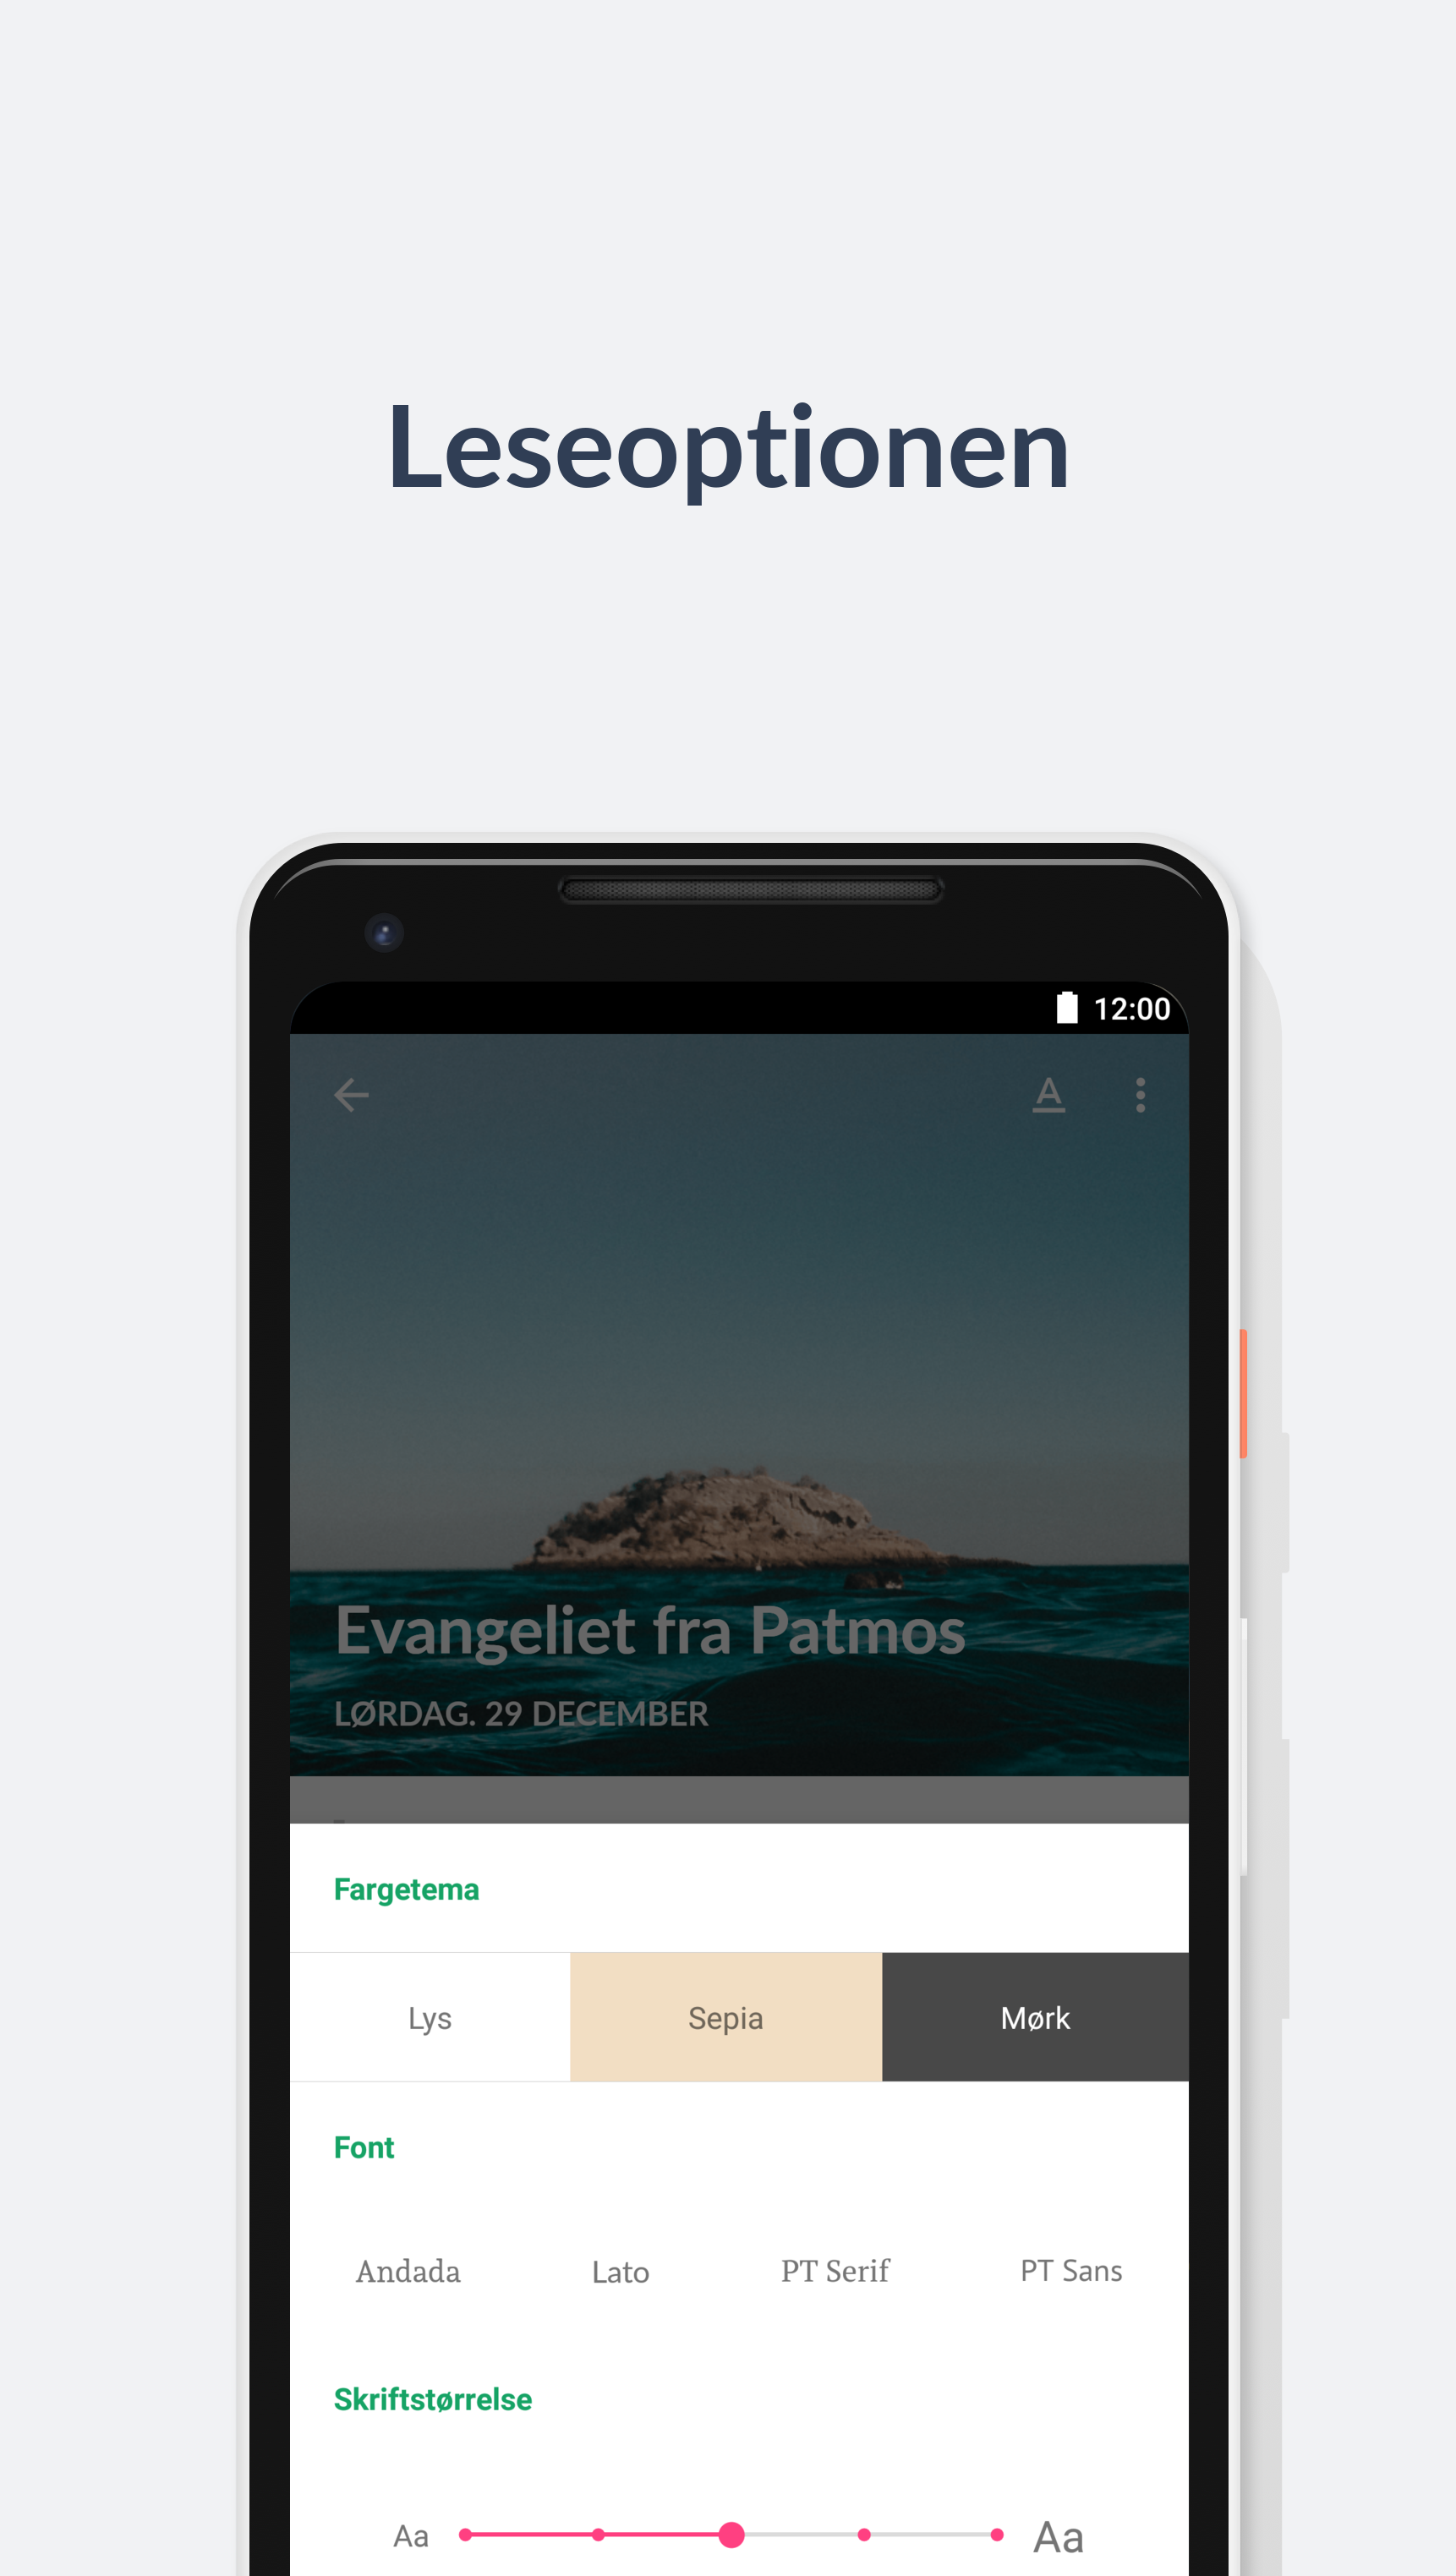 Leseoptionen
12:00
A
Evangeliet fra Patmos
LØRDAG. 29 DECEMBER
Fargetema
Lys Sepia Mørk
Font
Andada Lato PT Serif PT Sans
Skriftstørrelse
Aa Aa